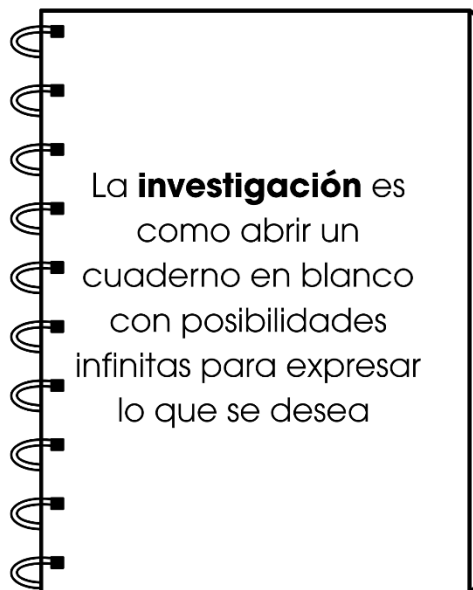 La investigación es
como abrir un
cuaderno en blanco
con posibilidades
infinitas para expresar
lo que se desea